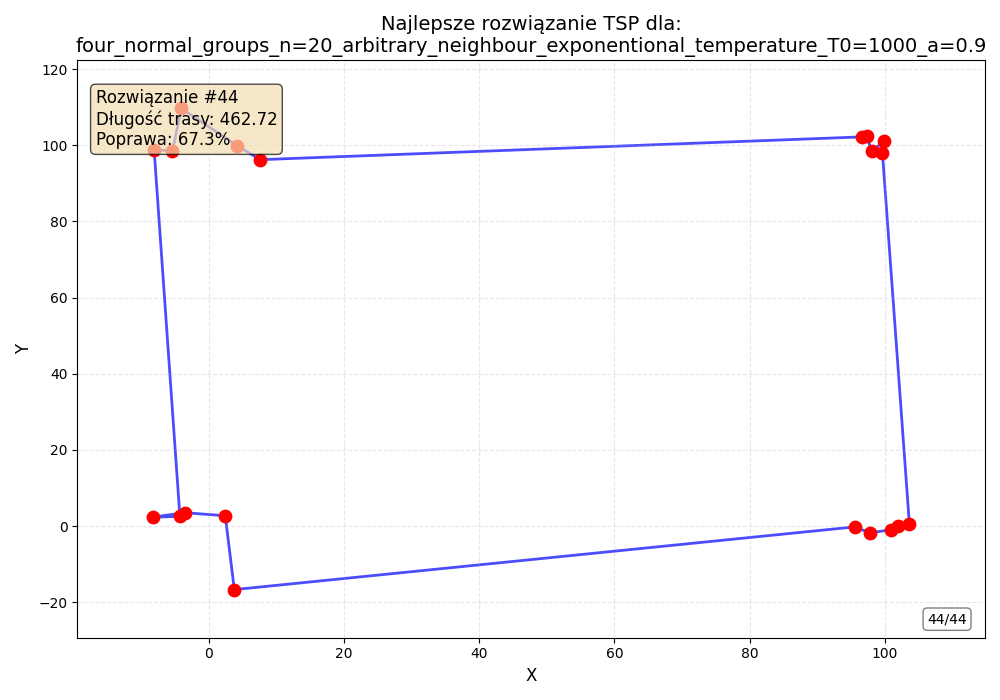 Najlepsze rozwiązanie TSP dla:
four_normal_groups_n=20_arbitrary_neighbour_exponentional_temperature_T0=1000_a=0.9
Rozwiązanie #44
Długość trasy: 462.72
Poprawa: 67.3%
120
100
80
60
40
20
0
−20
Y
44/44
0 20 40 60 80 100
X